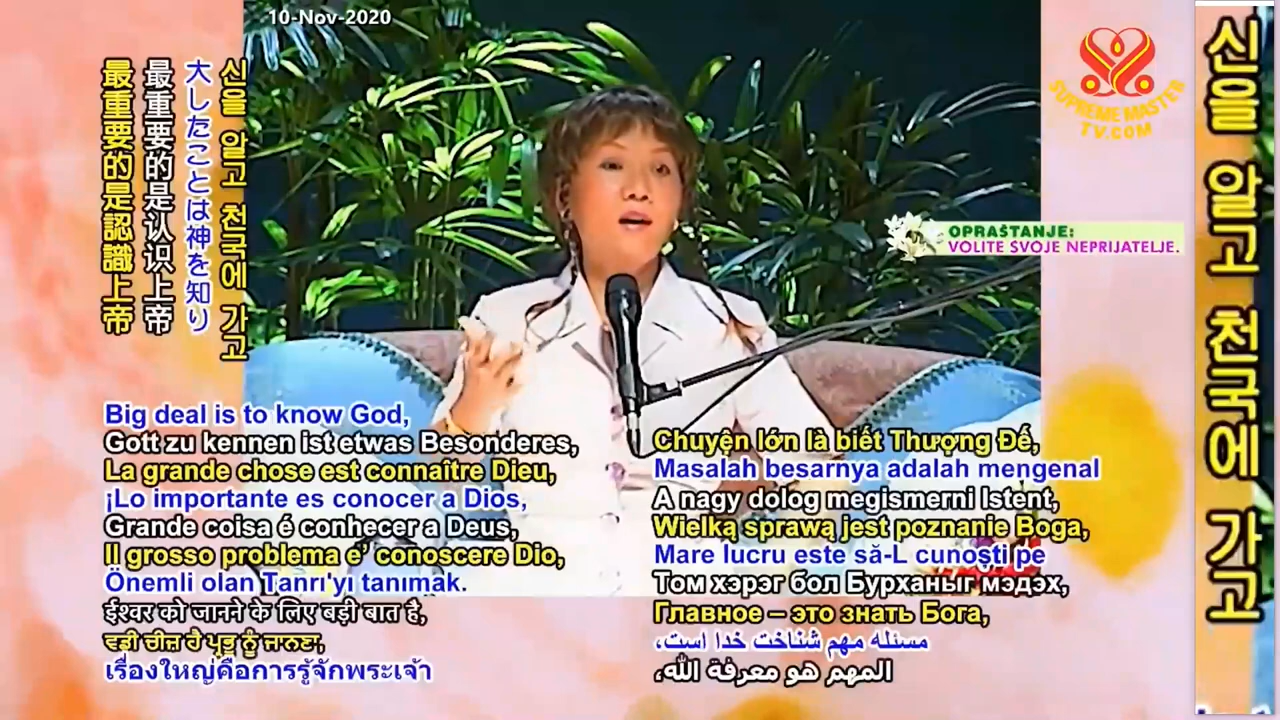 10-Nov-2020
신을 알고 천국에 가고
大したことは神を知り
最重要的是认识上帝
最重要的是認識上帝
SUPREME MASTER
TV.COM
OPRAŠTANJE:
VOLITE SVOJE NEPRIJATELJE.
Big deal is to know God,
Gott zu kennen ist etwas Besonderes,
La grande chose est connaître Dieu,
¡Lo importante es conocer a Dios,
Grande coisa é conhecer a Deus,
Il grosso problema e’ conoscere Dio,
Önemli olan Tanrı'yı tanımak.
ईश्वर को जानने के लिए बड़ी बात है,
ਵਡੀ ਚੀਜ਼ ਹੈ ਪ੍ਰਭੂ ਨੂੰ ਜਾਨਣਾ,
เรื่องใหญ่คือการรู้จักพระเจ้า
Chuyện lớn là biết Thượng Đế,
Masalah besarnya adalah mengenal
A nagy dolog megismerni Istent,
Wielką sprawą jest poznanie Boga,
Mare lucru este să-L cunoști pe
Том хэрэг бол Бурханыг мэдэх,
Главное – это знать Бога,
مسئله مهم شناخت خدا است،
المهم هو معرفة الله،
신을 알고 천국에 가고